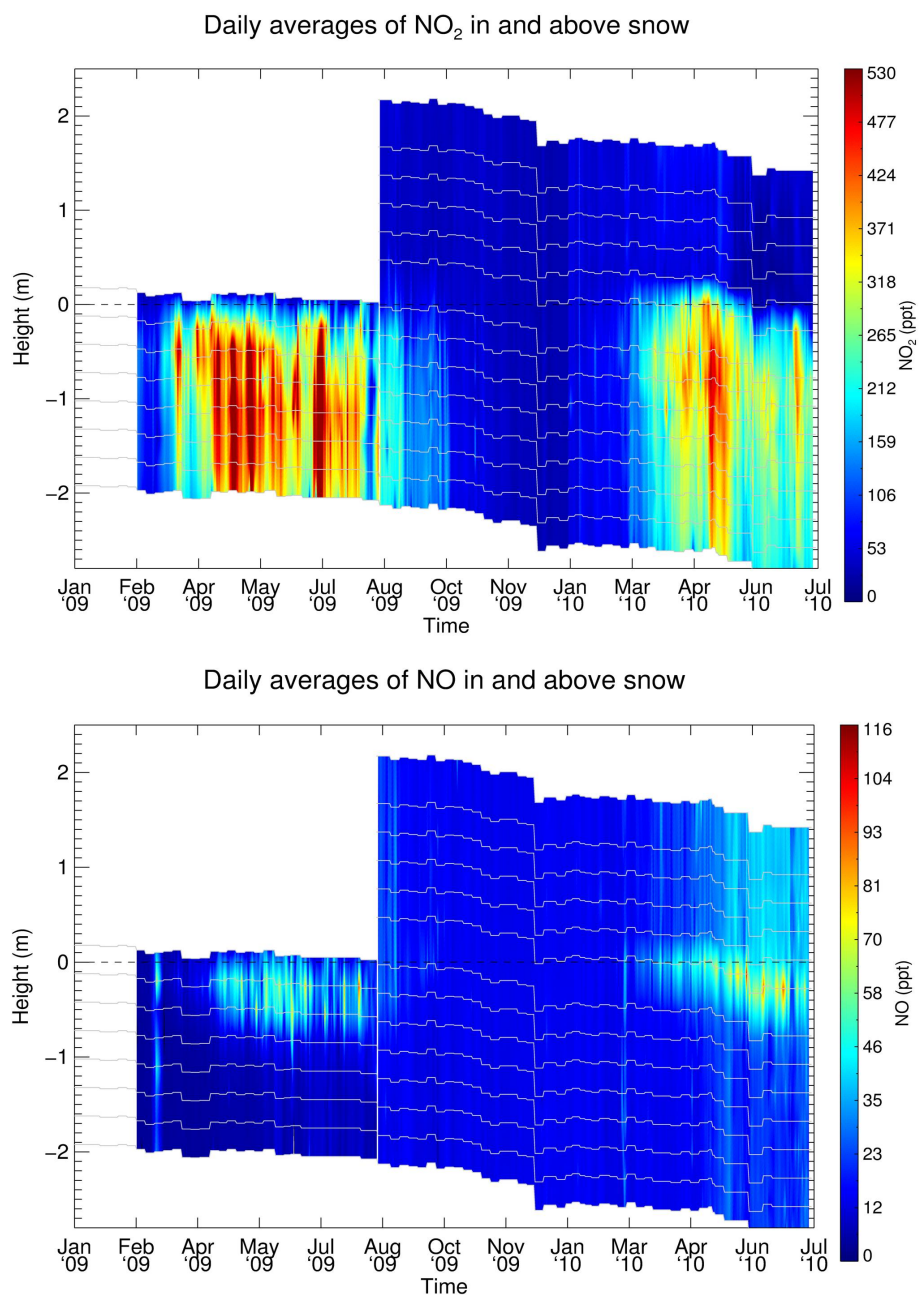 Daily averages of NO₂ in and above snow
2
1
0
−1
−2
Height (m)
Jan Feb Apr May Jul Aug Oct Nov Jan Mar Apr Jun Jul
‘09 ‘09 ‘09 ‘09 ‘09 ‘09 ‘09 ‘09 ‘10 ‘10 ‘10 ‘10 ‘10
Time
530
477
424
371
318
265
212
159
106
53
0
NO₂ (ppt)
Daily averages of NO in and above snow
2
1
0
−1
−2
Height (m)
Jan Feb Apr May Jul Aug Oct Nov Jan Mar Apr Jun Jul
‘09 ‘09 ‘09 ‘09 ‘09 ‘09 ‘09 ‘09 ‘10 ‘10 ‘10 ‘10 ‘10
Time
116
104
93
81
70
58
46
35
23
12
0
NO (ppt)